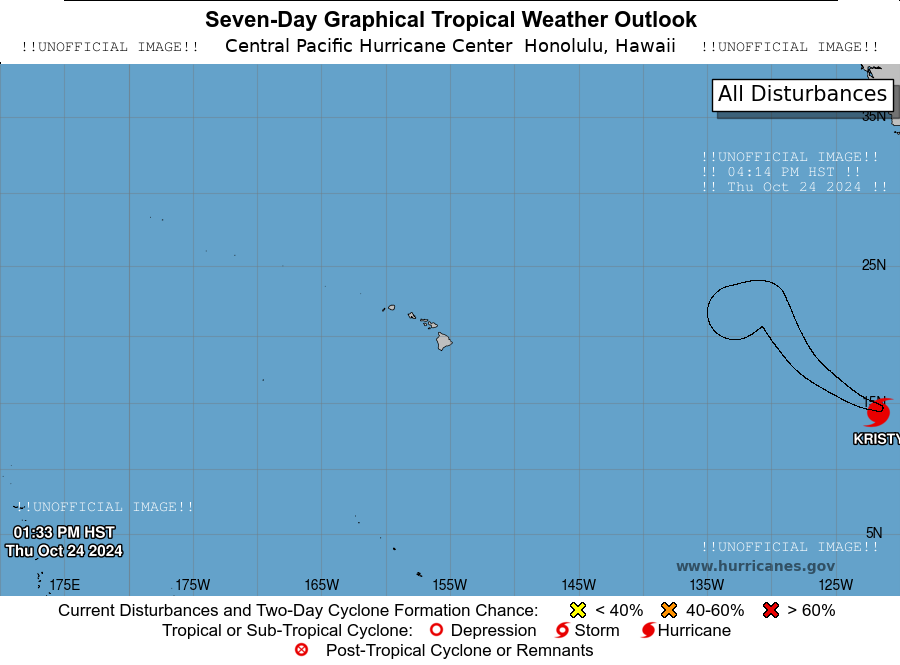 Seven-Day Graphical Tropical Weather Outlook
!!UNOFFICIAL IMAGE!! Central Pacific Hurricane Center Honolulu, Hawaii !!UNOFFICIAL IMAGE!!
All Disturbances
35N
!!UNOFFICIAL IMAGE!!
!! 04:14 PM HST !!
!! Thu Oct 24 2024 !!
25N
15N
KRISTY
!!UNOFFICIAL IMAGE!!
01:33 PM HST
5N
Thu Oct 24 2024
!!UNOFFICIAL IMAGE!!
www.hurricanes.gov
175E 175W 165W 155W 145W 135W 125W
Current Disturbances and Two-Day Cyclone Formation Chance: < 40% 40-60% > 60%
Tropical or Sub-Tropical Cyclone: Depression Storm Hurricane
Post-Tropical Cyclone or Remnants